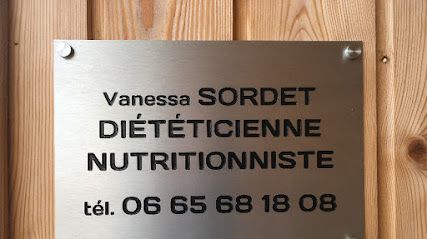 Vanessa SORDET
DIÉTÉTICIENNE
NUTRITIONNISTE
tél. 06 65 68 18 08